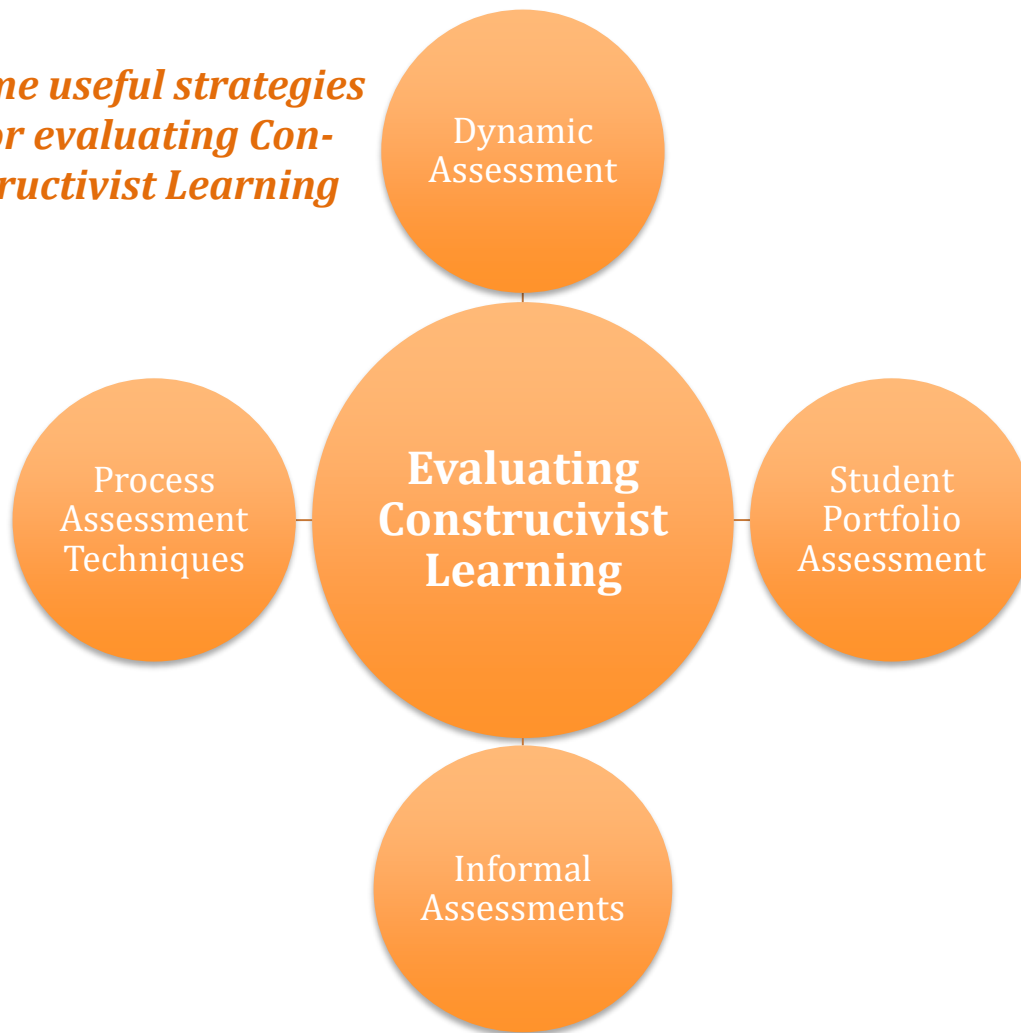 me useful strategies
or evaluating Con-
ructivist Learning
Dynamic
Assessment
Process
Assessment
Techniques
Evaluating
Construcivist
Learning
Student
Portfolio
Assessment
Informal
Assessments